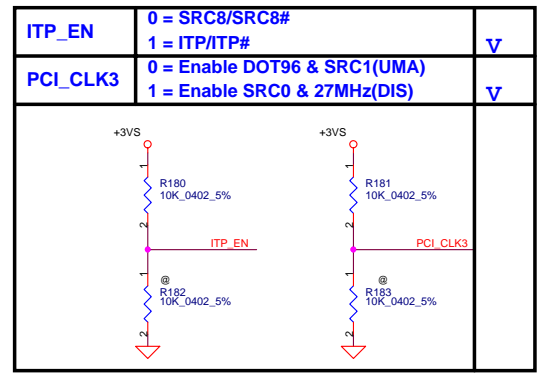 ITP_EN
0 = SRC8/SRC8#
1 = ITP/ITP#
V
PCI_CLK3
0 = Enable DOT96 & SRC1(UMA)
1 = Enable SRC0 & 27MHz(DIS)
V
+3VS
+3VS
1
1
R180
10K_0402_5%
R181
10K_0402_5%
2
2
ITP_EN
PCI_CLK3
1
1
@
R182
10K_0402_5%
@
R183
10K_0402_5%
2
2